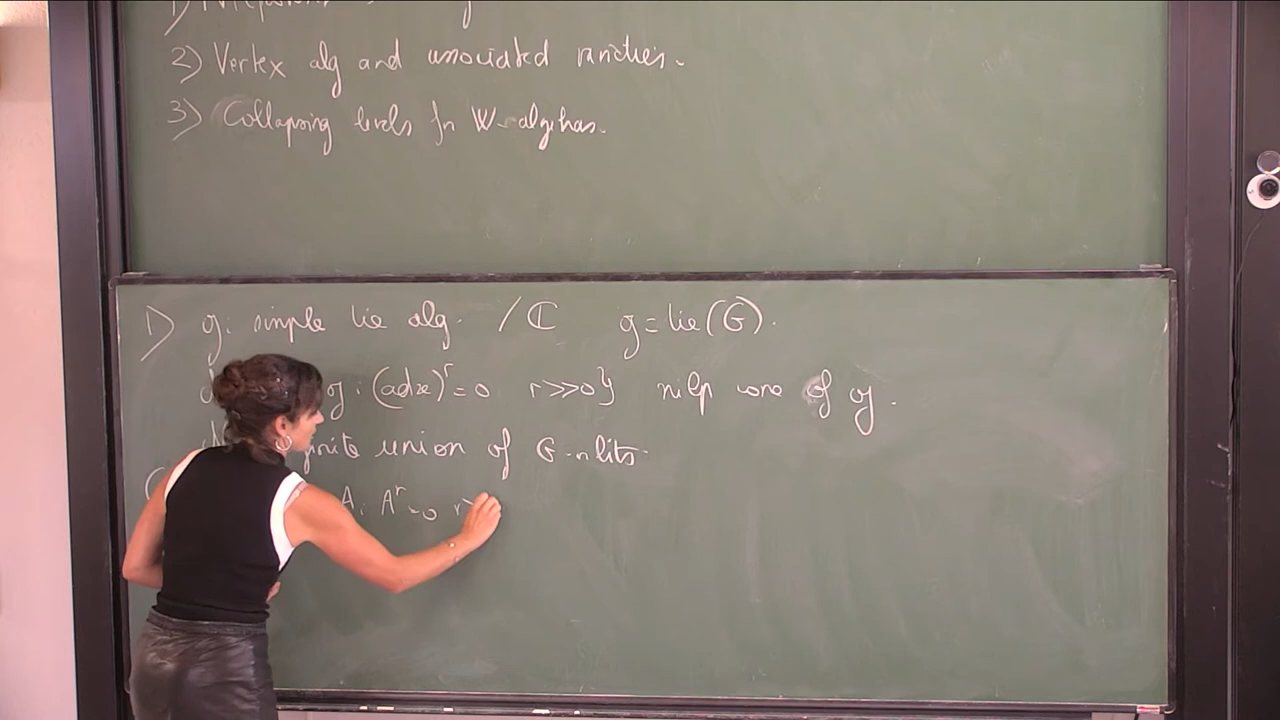 2) Vertex alg and associated varieties.
3) Collapsing levels for W-algebras.
1) g: simple lie alg. / ℂ g = lie(G).
g : (ad x)^r = 0 r >> 0} nilp cone of g.
finite union of G-orbits.
A, A^r = 0 r >